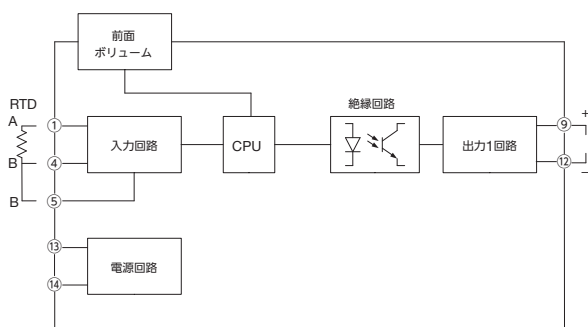 前面
ボリューム
RTD
A
①
入力回路
CPU
絶縁回路
出力1回路
⑨
+
B
④
⑫
−
B
⑤
⑬
電源回路
⑭